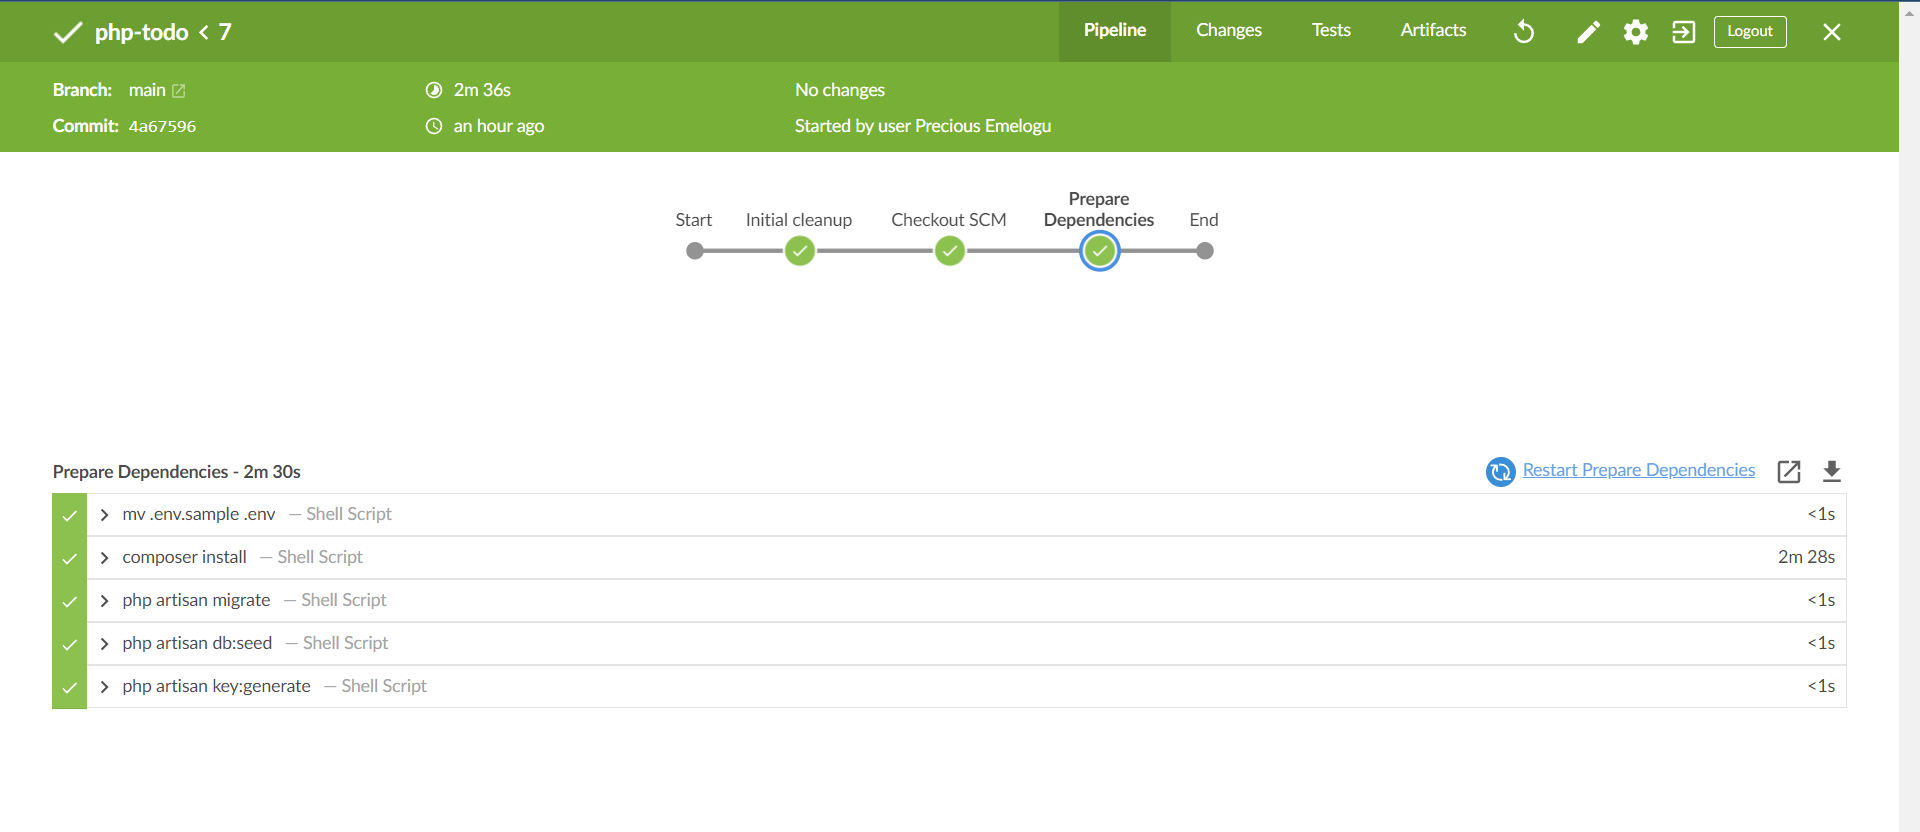 php-todo < 7
Pipeline
Changes
Tests
Artifacts
Logout
Branch: main
2m 36s
No changes
Commit: 4a67596
an hour ago
Started by user Precious Emelogu
Start
Initial cleanup
Checkout SCM
Prepare
Dependencies
End
Prepare Dependencies - 2m 30s
Restart Prepare Dependencies
mv .env.sample .env — Shell Script <1s
composer install — Shell Script 2m 28s
php artisan migrate — Shell Script <1s
php artisan db:seed — Shell Script <1s
php artisan key:generate — Shell Script <1s